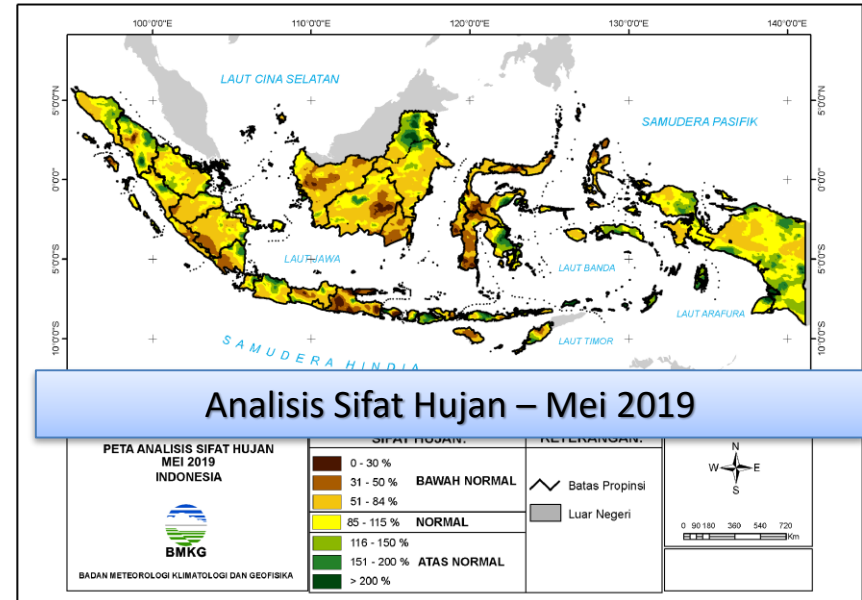 100°0'0"E 110°0'0"E 120°0'0"E 130°0'0"E 140°0'0"E
LAUT CINA SELATAN
5°0'0"N 5°0'0"N
SAMUDERA PASIFIK
0°0'0" 0°0'0"
5°0'0"S 5°0'0"S
LAUT JAWA
LAUT BANDA
LAUT ARAFURA
10°0'0"S 10°0'0"S
LAUT TIMOR
SAMUDERA HINDIA
Analisis Sifat Hujan – Mei 2019
PETA ANALISIS SIFAT HUJAN
MEI 2019
INDONESIA
BMKG
BADAN METEOROLOGI KLIMATOLOGI DAN GEOFISIKA
SIFAT HUJAN:
0 - 30 %
31 - 50 % BAWAH NORMAL
51 - 84 %
85 - 115 % NORMAL
116 - 150 %
151 - 200 % ATAS NORMAL
> 200 %
KETERANGAN:
Batas Propinsi
Luar Negeri
N
W E
S
0 90 180 360 540 720
Km